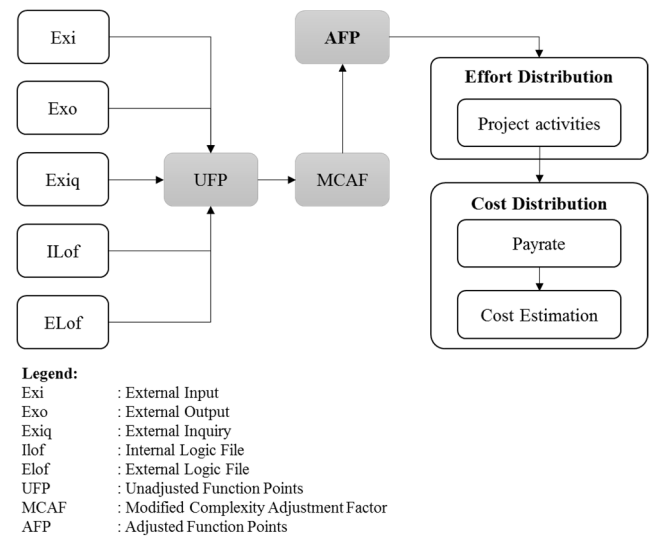 Exi
Exo
Exiq
ILof
ELof
UFP
MCAF
AFP
Effort Distribution
Project activities
Cost Distribution
Payrate
Cost Estimation
Legend:
Exi : External Input
Exo : External Output
Exiq : External Inquiry
Ilof : Internal Logic File
Elof : External Logic File
UFP : Unadjusted Function Points
MCAF : Modified Complexity Adjustment Factor
AFP : Adjusted Function Points